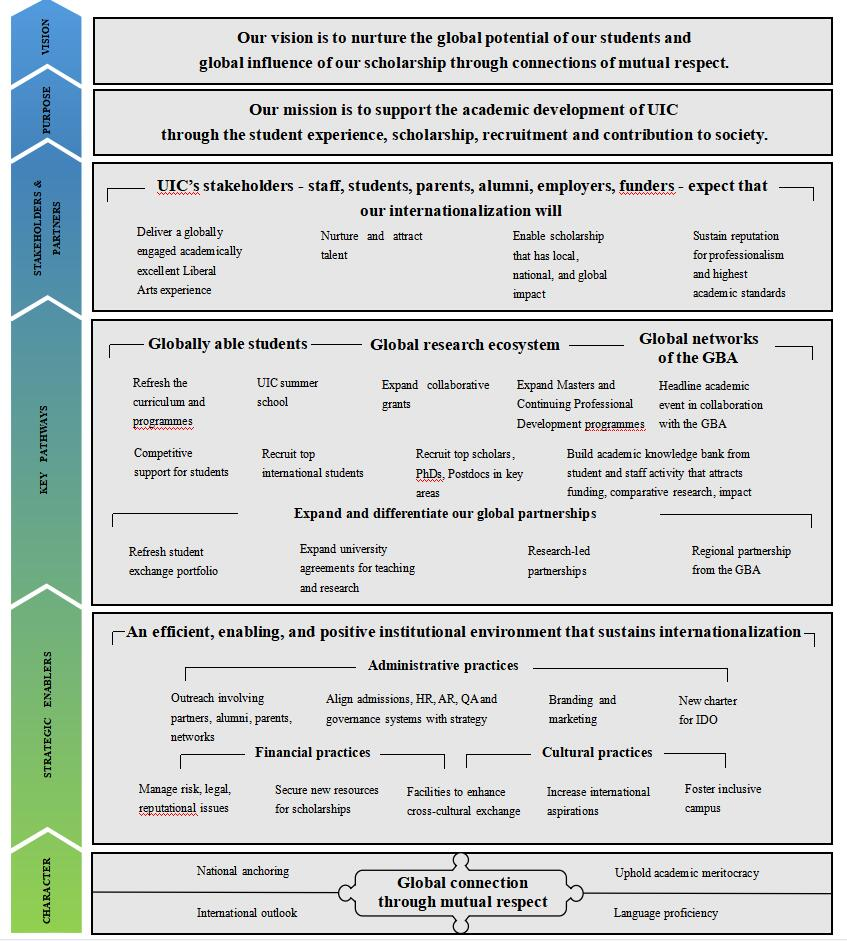 VISION
Our vision is to nurture the global potential of our students and
global influence of our scholarship through connections of mutual respect.
PURPOSE
Our mission is to support the academic development of UIC
through the student experience, scholarship, recruitment and contribution to society.
STAKEHOLDERS &
PARTNERS
UIC's stakeholders - staff, students, parents, alumni, employers, funders - expect that
our internationalization will
Deliver a globally
engaged academically
excellent Liberal
Arts experience
Nurture and attract
talent
Enable scholarship
that has local,
national, and global
impact
Sustain reputation
for professionalism
and highest
academic standards
KEY PATHWAYS
Globally able students
Global research ecosystem
Global networks
of the GBA
Refresh the
curriculum and
programmes
UIC summer
school
Expand collaborative
grants
Expand Masters and
Continuing Professional
Development programmes
Headline academic
event in collaboration
with the GBA
Competitive
support for students
Recruit top
international students
Recruit top scholars,
PhDs, Postdocs in key
areas
Build academic knowledge bank from
student and staff activity that attracts
funding, comparative research, impact
Expand and differentiate our global partnerships
Refresh student
exchange portfolio
Expand university
agreements for teaching
and research
Research-led
partnerships
Regional partnership
from the GBA
STRATEGIC ENABLERS
An efficient, enabling, and positive institutional environment that sustains internationalization
Administrative practices
Outreach involving
partners, alumni, parents,
networks
Align admissions, HR, AR, QA and
governance systems with strategy
Branding and
marketing
New charter
for IDO
Financial practices
Cultural practices
Manage risk, legal,
reputational issues
Secure new resources
for scholarships
Facilities to enhance
cross-cultural exchange
Increase international
aspirations
Foster inclusive
campus
CHARACTER
National anchoring
International outlook
Global connection
through mutual respect
Uphold academic meritocracy
Language proficiency